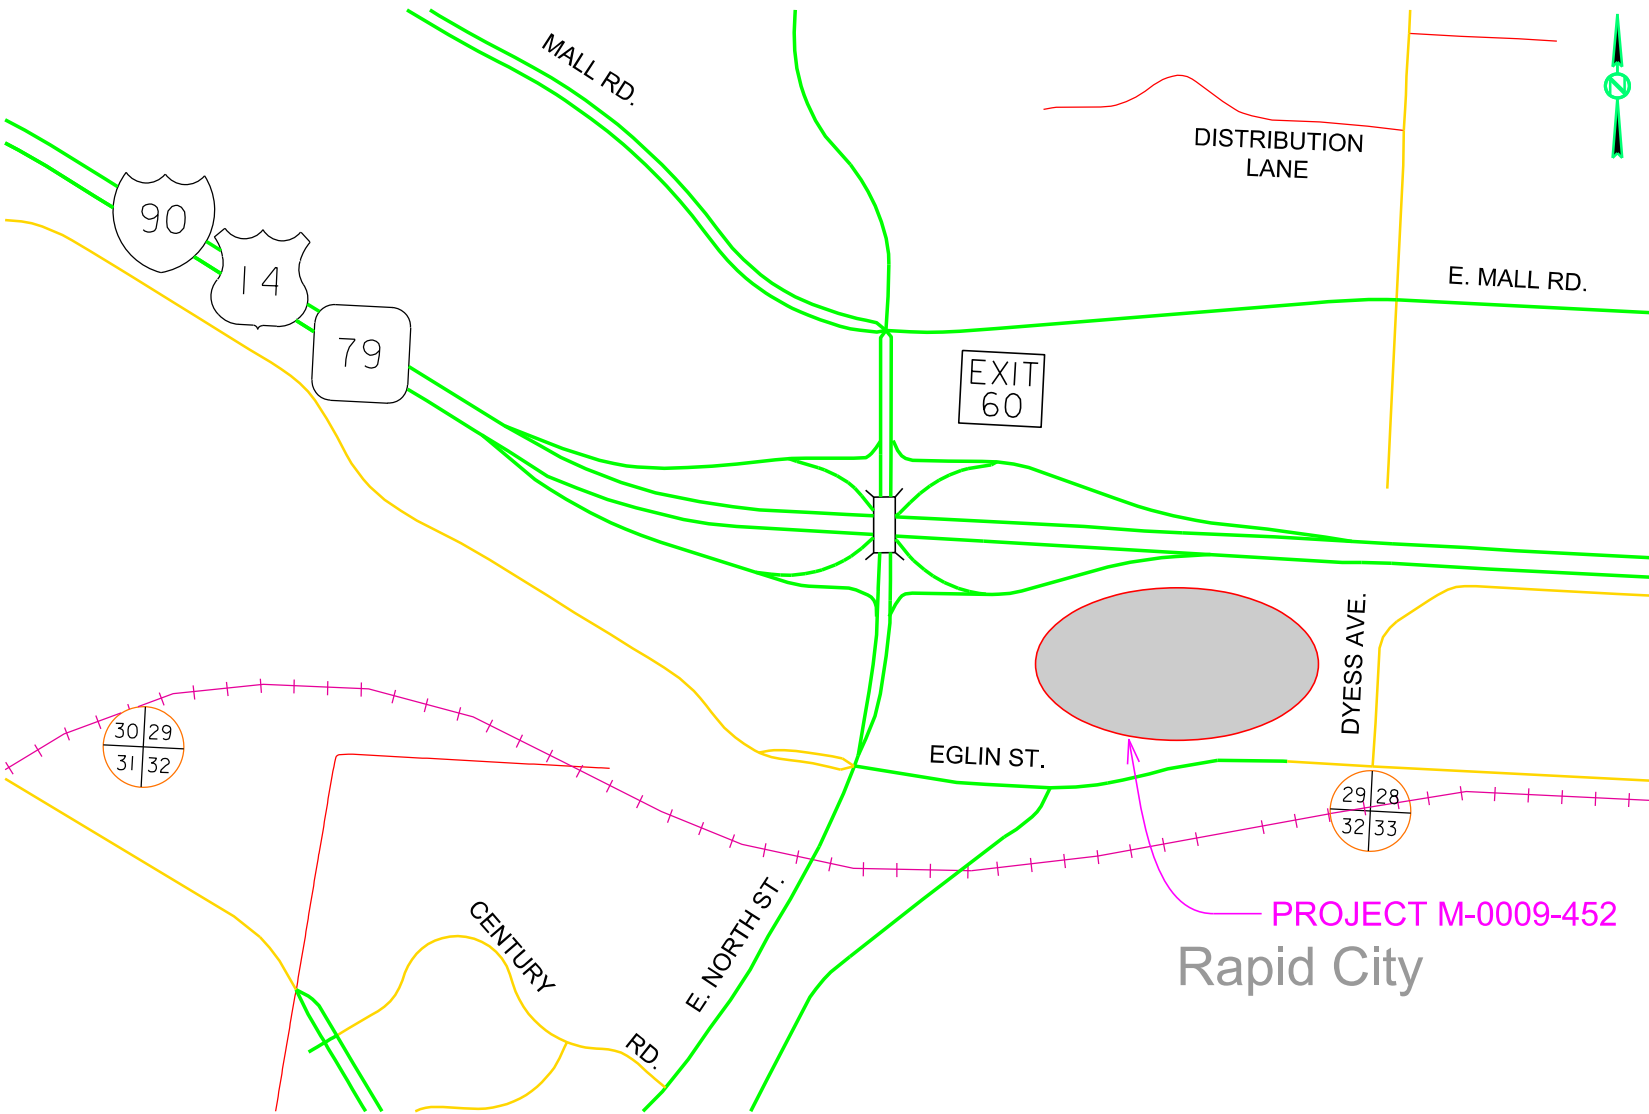 MALL RD.
DISTRIBUTION
LANE
N
90
14
79
E. MALL RD.
EXIT
60
DYESS AVE.
EGLIN ST.
30 29
31 32
29 28
32 33
PROJECT M-0009-452
Rapid City
CENTURY
RD.
E. NORTH ST.